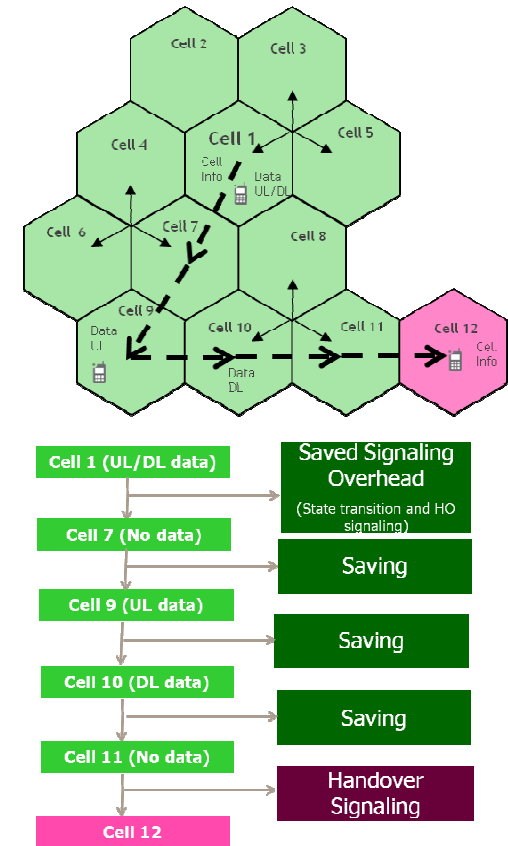 Cell 2
Cell 3
Cell 4
Cell 1
Cell 5
Cell
Info
Data
UL/DL
Cell 6
Cell 7
Cell 8
Cell 9
Cell 10
Cell 11
Cell 12
Data
UL
Data
DL
Cell
Info
Cell 1 (UL/DL data)
Saved Signaling
Overhead
(State transition and HO
signaling)
Cell 7 (No data)
Saving
Cell 9 (UL data)
Saving
Cell 10 (DL data)
Saving
Cell 11 (No data)
Handover
Signaling
Cell 12